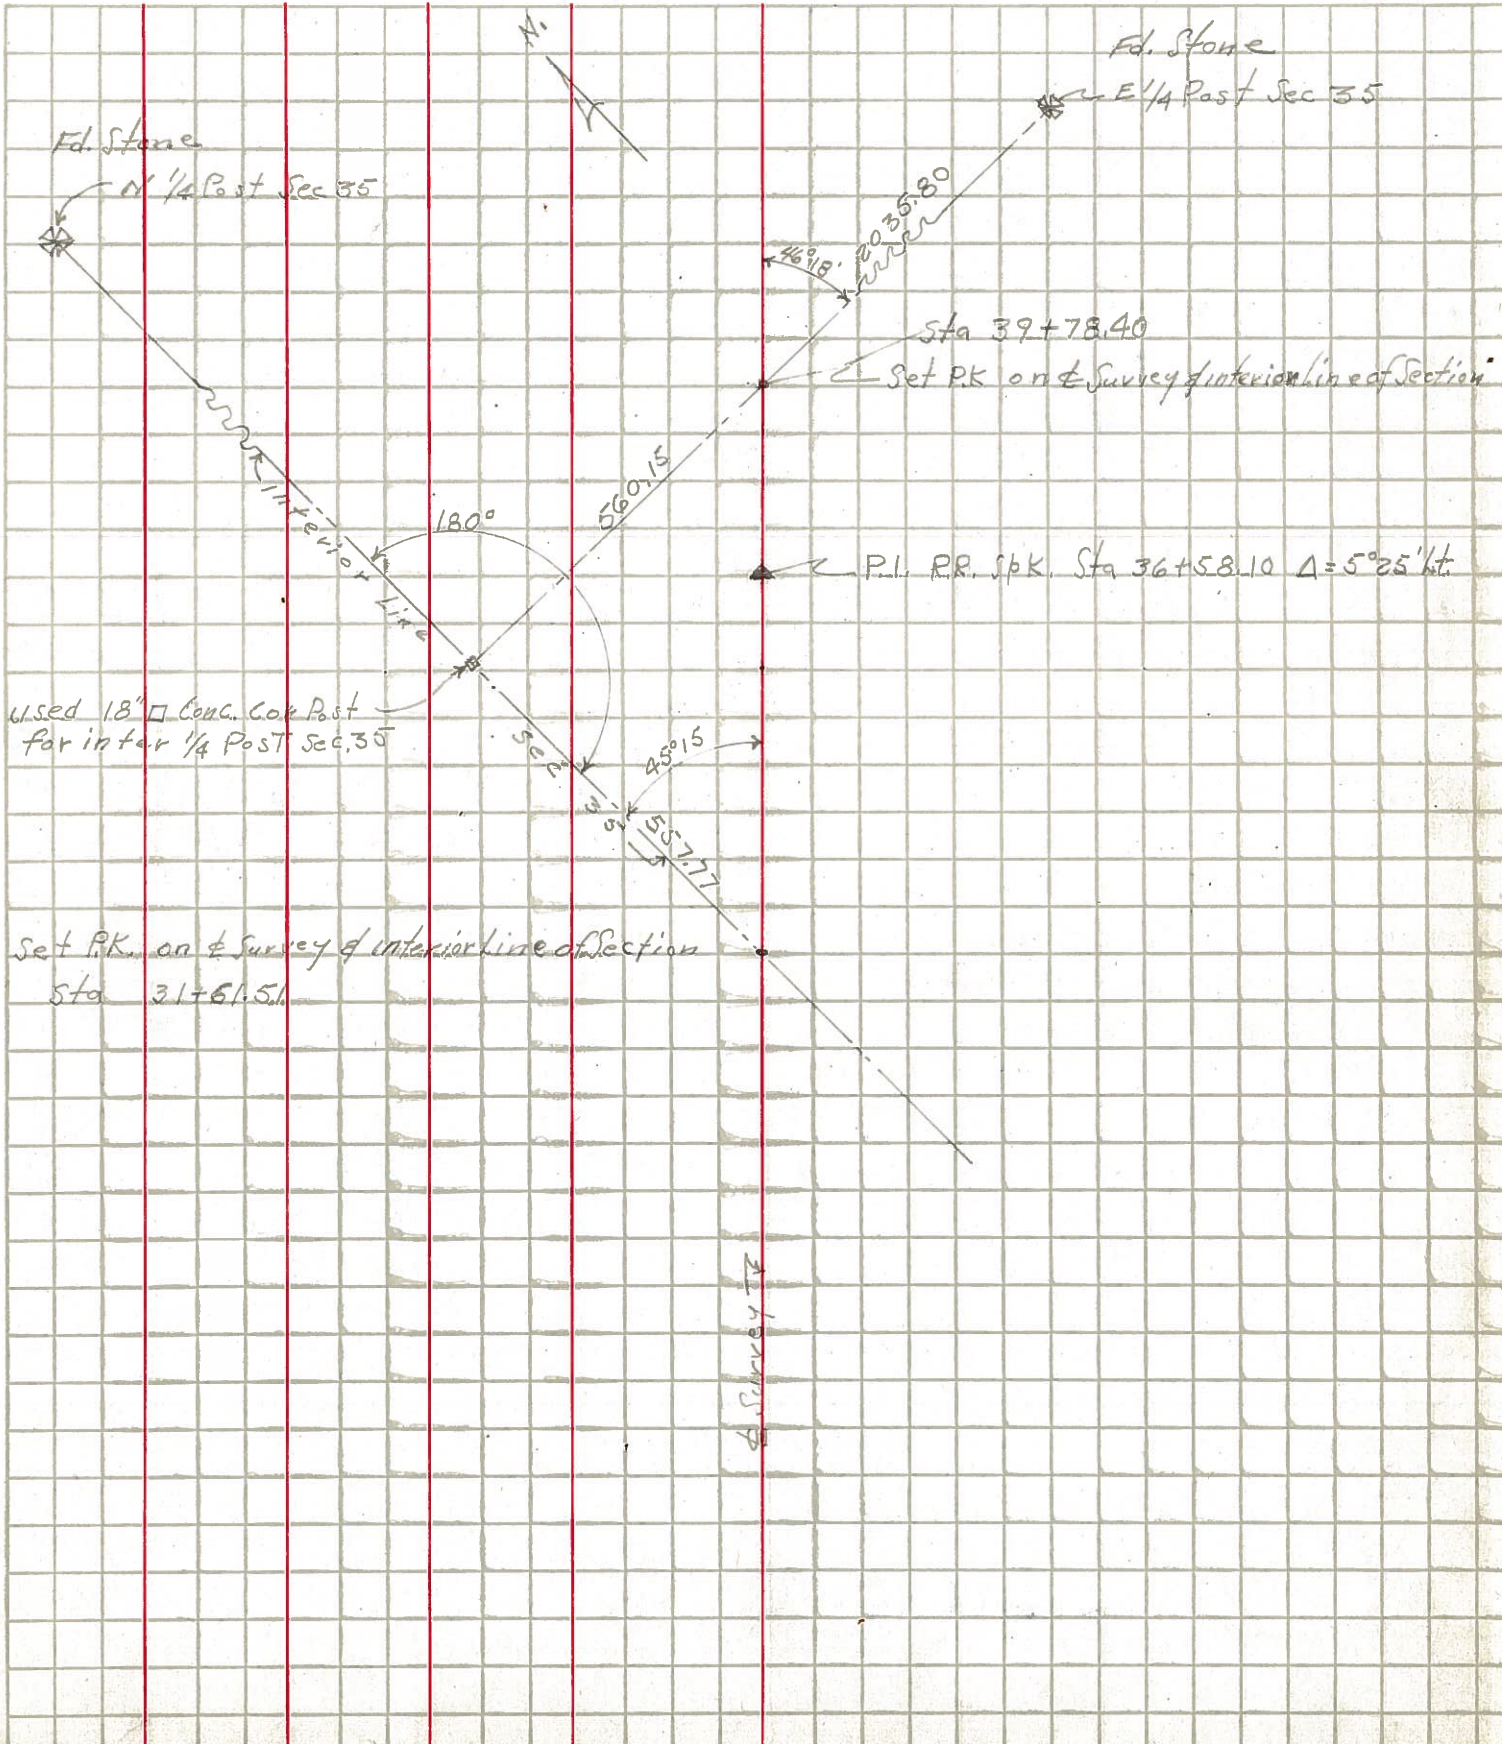 N.
Fd. Stone
E 1/4 Post Sec 35
Fd. Stone
N 1/4 Post Sec 35
2035.80
46°18'
Sta 39+78.40
Set P.K on ℄ Survey & interior Line of Section
560.15
180°
Interior Line
P.I. R.R. Spk. Sta 36+58.10 Δ=5°25' Lt.
used 18"□ Conc. Cor Post
for inter 1/4 Post Sec. 35
Sec 35
45°15
557.77
Set P.K. on ℄ Survey & interior Line of Section
Sta 31+61.51
℄ Survey